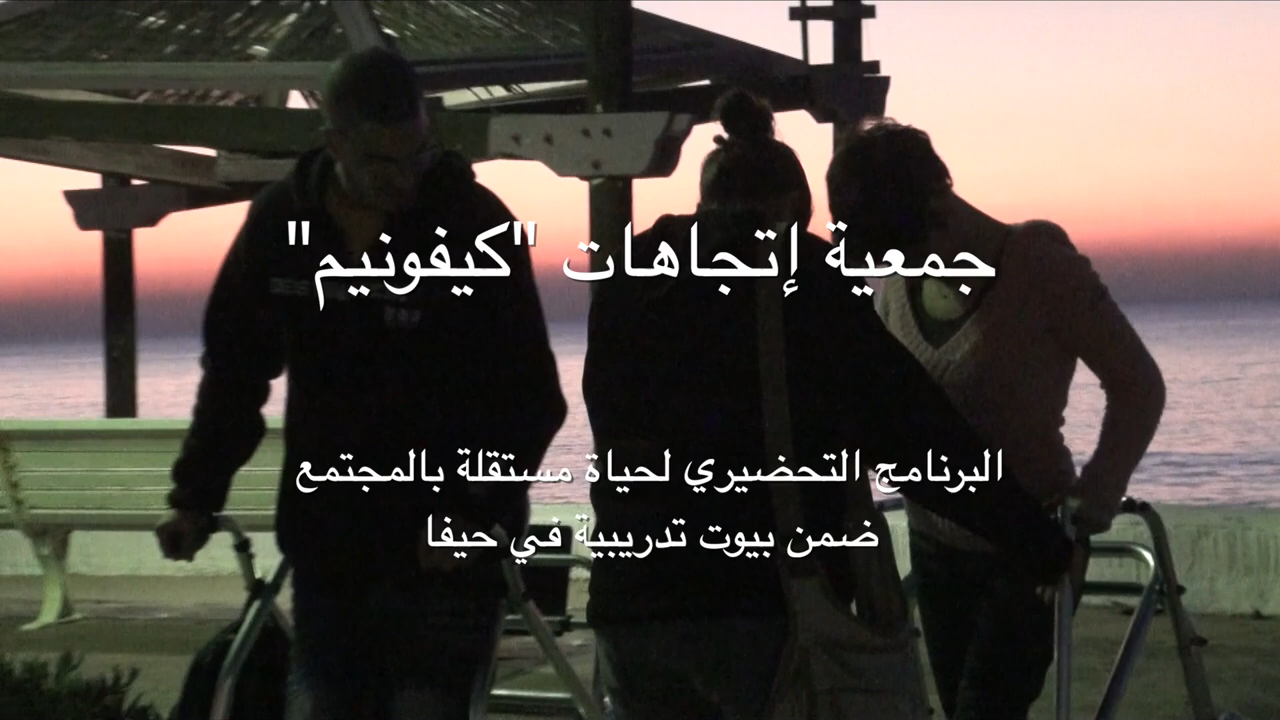 جمعية إتجاهات "كيفونيم"
البرنامج التحضيري لحياة مستقلة بالمجتمع
ضمن بيوت تدريبية في حيفا